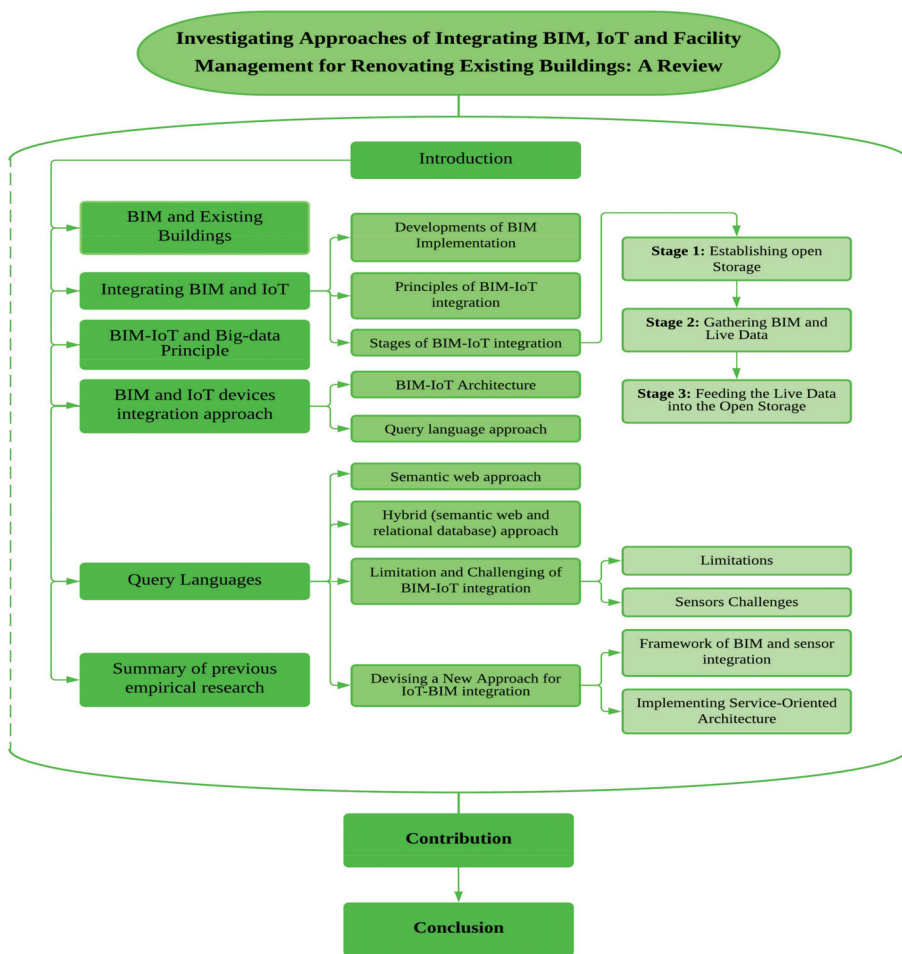 Investigating Approaches of Integrating BIM, IoT and Facility
Management for Renovating Existing Buildings: A Review
Introduction
BIM and Existing
Buildings
Integrating BIM and IoT
BIM-IoT and Big-data
Principle
BIM and IoT devices
integration approach
Query Languages
Summary of previous
empirical research
Developments of BIM
Implementation
Principles of BIM-IoT
integration
Stages of BIM-IoT integration
BIM-IoT Architecture
Query language approach
Semantic web approach
Hybrid (semantic web and
relational database) approach
Limitation and Challenging of
BIM-IoT integration
Devising a New Approach for
IoT-BIM integration
Stage 1: Establishing open
Storage
Stage 2: Gathering BIM and
Live Data
Stage 3: Feeding the Live Data
into the Open Storage
Limitations
Sensors Challenges
Framework of BIM and sensor
integration
Implementing Service-Oriented
Architecture
Contribution
Conclusion